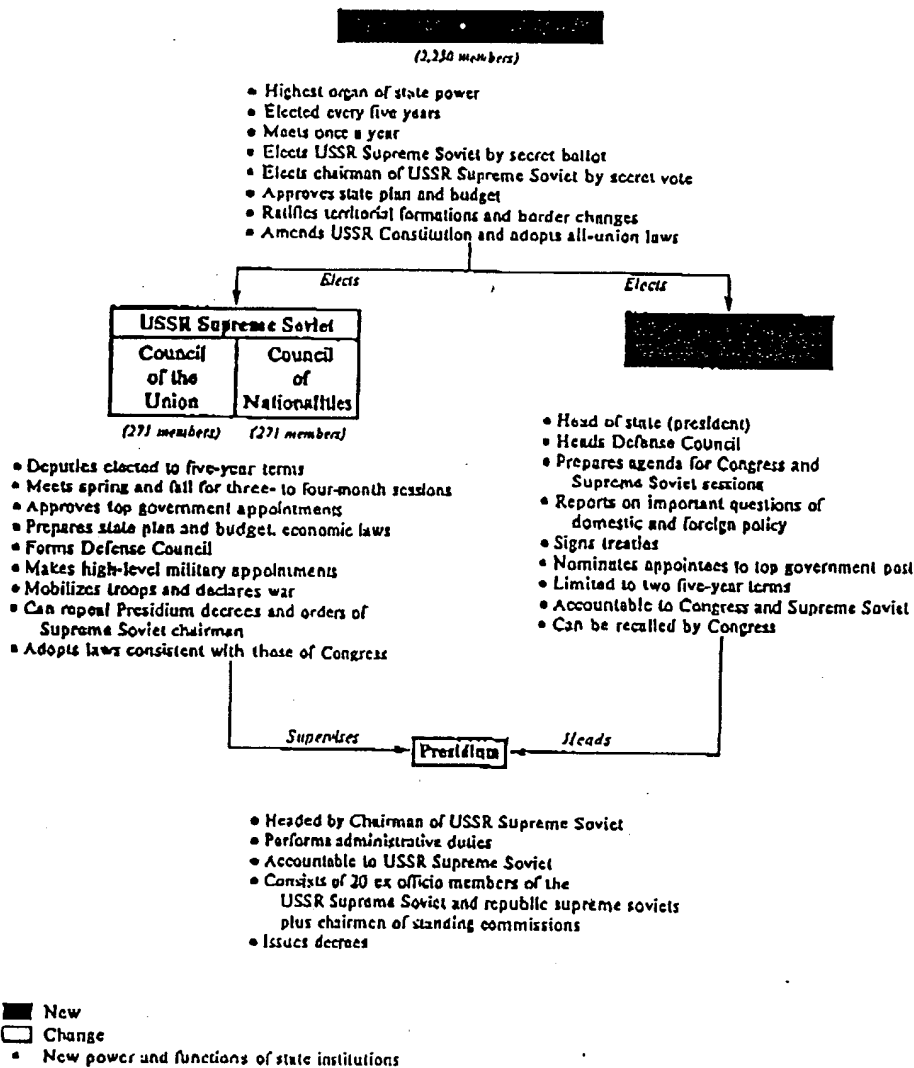 (2,250 members)
• Highest organ of state power
• Elected every five years
• Meets once a year
• Elects USSR Supreme Soviet by secret ballot
• Elects chairman of USSR Supreme Soviet by secret vote
• Approves state plan and budget
• Ratifies territorial formations and border changes
• Amends USSR Constitution and adopts all-union laws
Elects
Elects
USSR Supreme Soviet
Council
of the
Union
Council
of
Nationalities
(271 members)
(271 members)
• Deputies elected to five-year terms
• Meets spring and fall for three- to four-month sessions
• Approves top government appointments
• Prepares state plan and budget, economic laws
• Forms Defense Council
• Makes high-level military appointments
• Mobilizes troops and declares war
• Can repeal Presidium decrees and orders of
Supreme Soviet chairman
• Adopts laws consistent with those of Congress
• Head of state (president)
• Heads Defense Council
• Prepares agenda for Congress and
Supreme Soviet sessions
• Reports on important questions of
domestic and foreign policy
• Signs treaties
• Nominates appointees to top government post
• Limited to two five-year terms
• Accountable to Congress and Supreme Soviet
• Can be recalled by Congress
Supervises
Presidium
Heads
• Headed by Chairman of USSR Supreme Soviet
• Performs administrative duties
• Accountable to USSR Supreme Soviet
• Consists of 20 ex officio members of the
USSR Supreme Soviet and republic supreme soviets
plus chairmen of standing commissions
• Issues decrees
New
Change
• New power and functions of state institutions